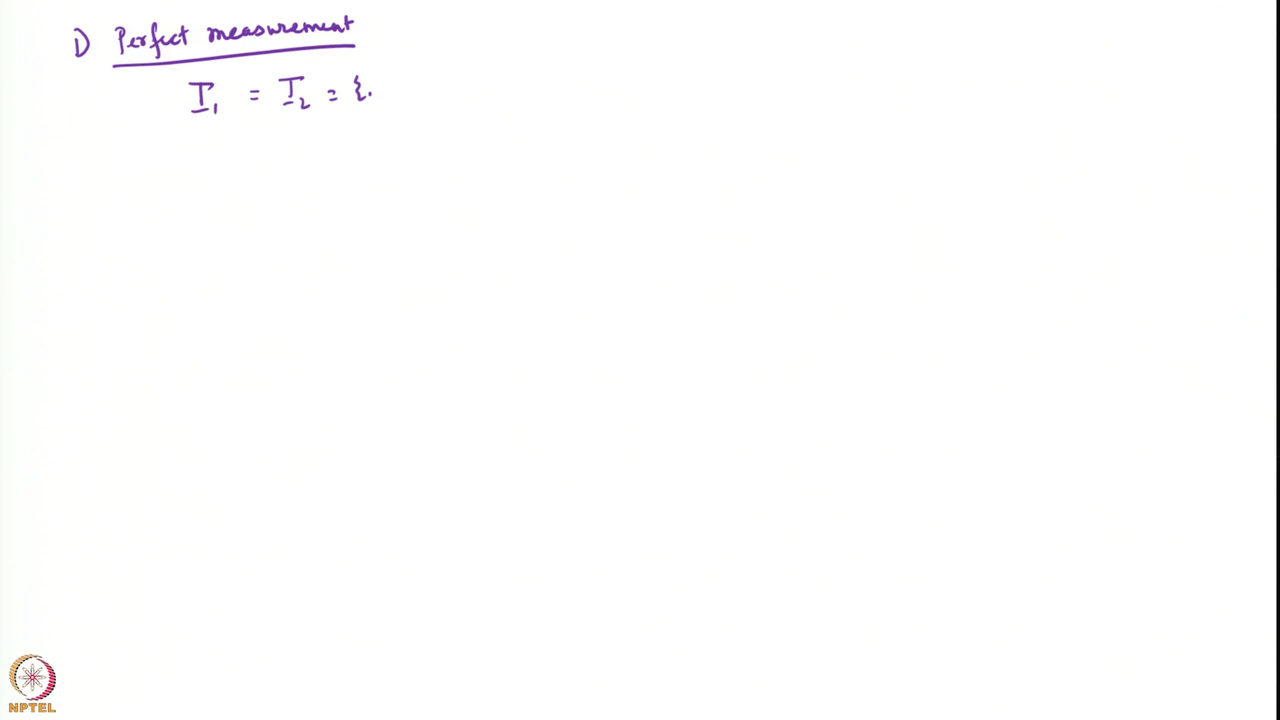 1) Perfect measurement
I₁ = I₂ = {.
NPTEL